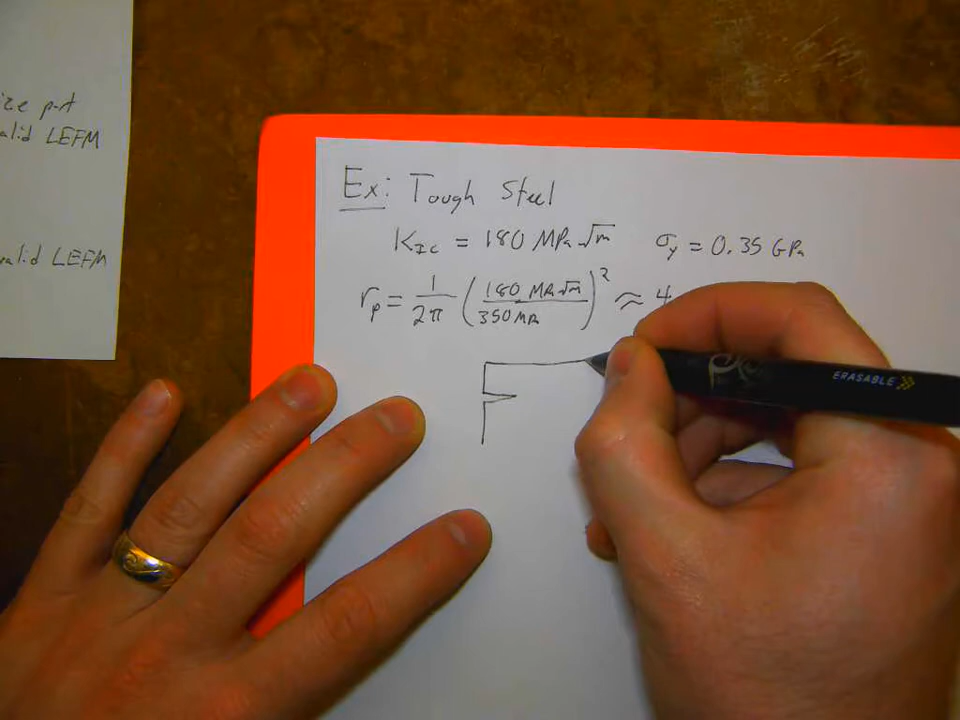 ize part
alid LEFM
alid LEFM
Ex: Tough Steel
K_Ic = 180 MPa √m σ_y = 0.35 GPa
r_p = 1/2π (180 MPa √m / 350 MPa)² ≈ 4
ERASABLE